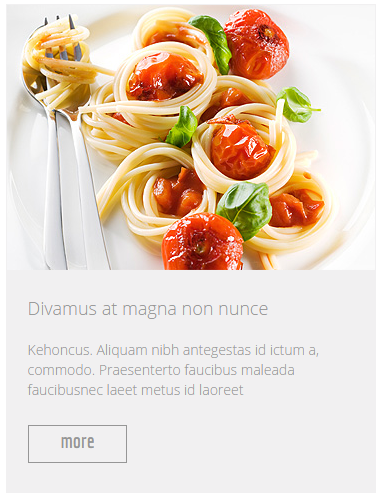 Divamus at magna non nunce
Kehoncus. Aliquam nibh antegestas id ictum a,
commodo. Praesenterto faucibus maleada
faucibusnec laeet metus id laoreet
more